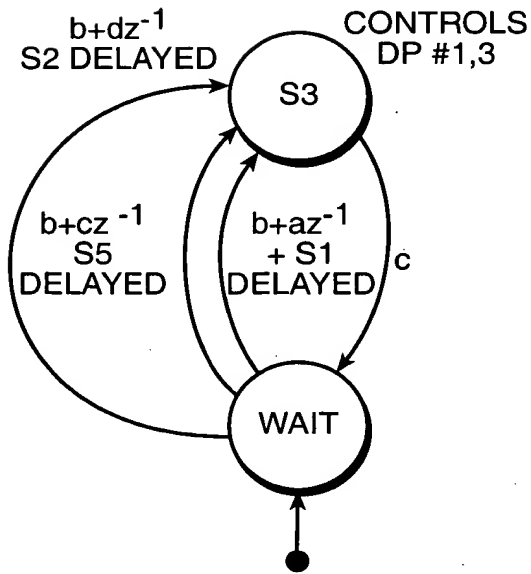 b+dz⁻¹
S2 DELAYED
CONTROLS
DP #1,3
S3
b+cz ⁻¹
S5
DELAYED
b+az⁻¹
+ S1
DELAYED
c
WAIT